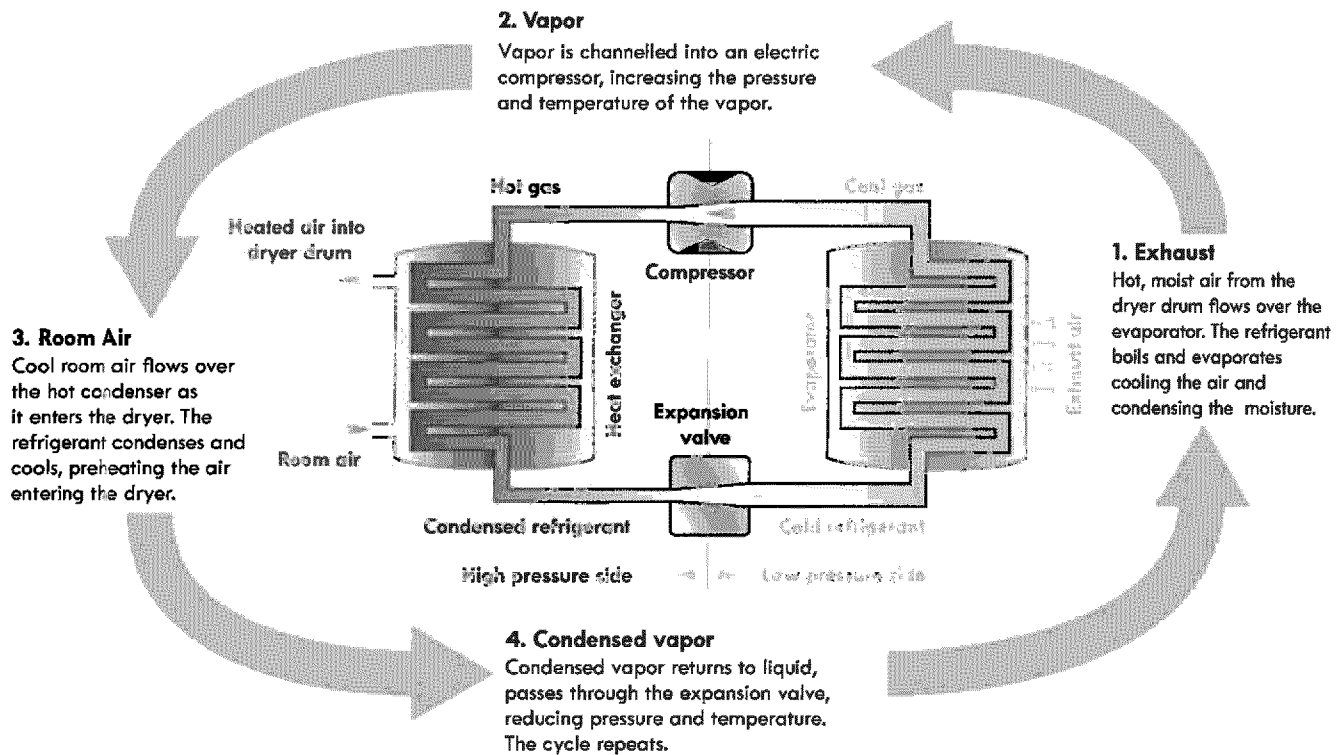 2. Vapor
Vapor is channelled into an electric
compressor, increasing the pressure
and temperature of the vapor.
Hot gas
Cool gas
Heated air into
dryer drum
Compressor
1. Exhaust
Hot, moist air from the
dryer drum flows over the
evaporator. The refrigerant
boils and evaporates
cooling the air and
condensing the moisture.
3. Room Air
Cool room air flows over
the hot condenser as
it enters the dryer. The
refrigerant condenses and
cools, preheating the air
entering the dryer.
Heat exchanger
Evaporator
Exhaust air
Expansion
valve
Room air
Condensed refrigerant
Cold refrigerant
High pressure side
Low pressure side
4. Condensed vapor
Condensed vapor returns to liquid,
passes through the expansion valve,
reducing pressure and temperature.
The cycle repeats.